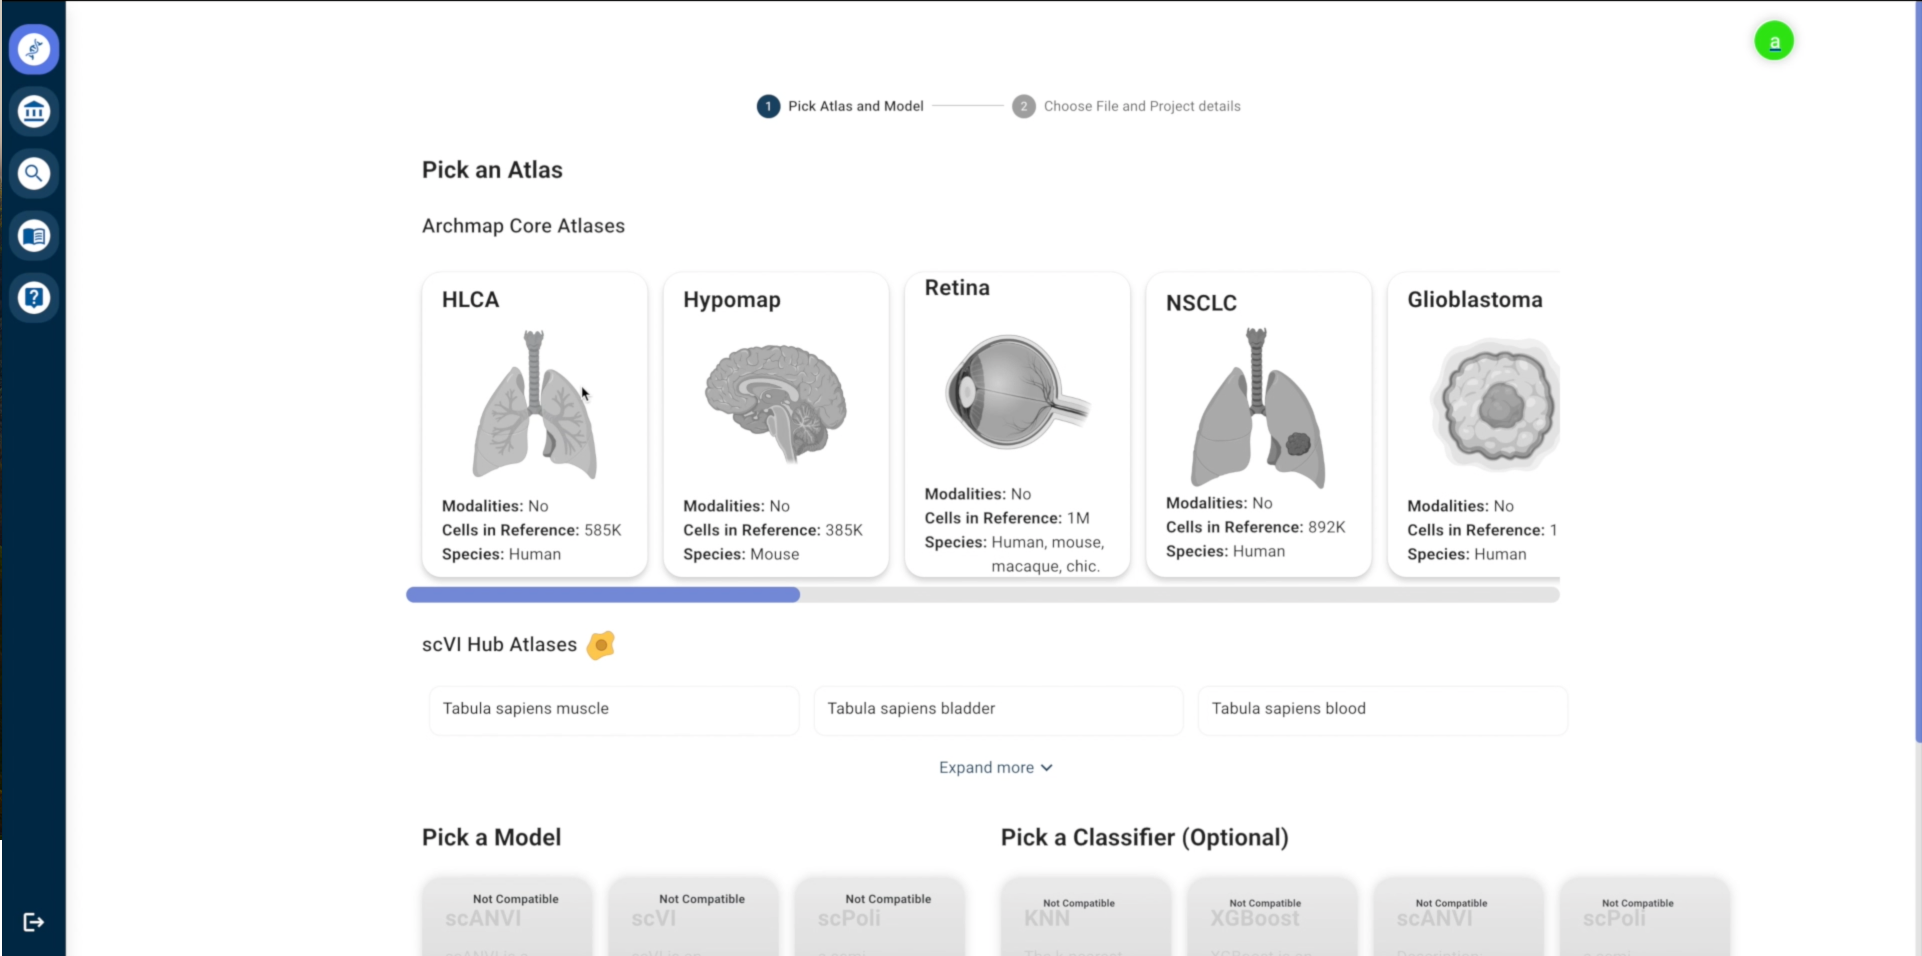 a
1 Pick Atlas and Model 2 Choose File and Project details
Pick an Atlas
Archmap Core Atlases
HLCA
Modalities: No
Cells in Reference: 585K
Species: Human
Hypomap
Modalities: No
Cells in Reference: 385K
Species: Mouse
Retina
Modalities: No
Cells in Reference: 1M
Species: Human, mouse,
macaque, chic.
NSCLC
Modalities: No
Cells in Reference: 892K
Species: Human
Glioblastoma
Modalities: No
Cells in Reference: 1
Species: Human
scVI Hub Atlases
Tabula sapiens muscle
Tabula sapiens bladder
Tabula sapiens blood
Expand more
Pick a Model
Not Compatible
scANVI
Not Compatible
scVI
Not Compatible
scPoli
Pick a Classifier (Optional)
Not Compatible
KNN
Not Compatible
XGBoost
Not Compatible
scANVI
Not Compatible
scPoli